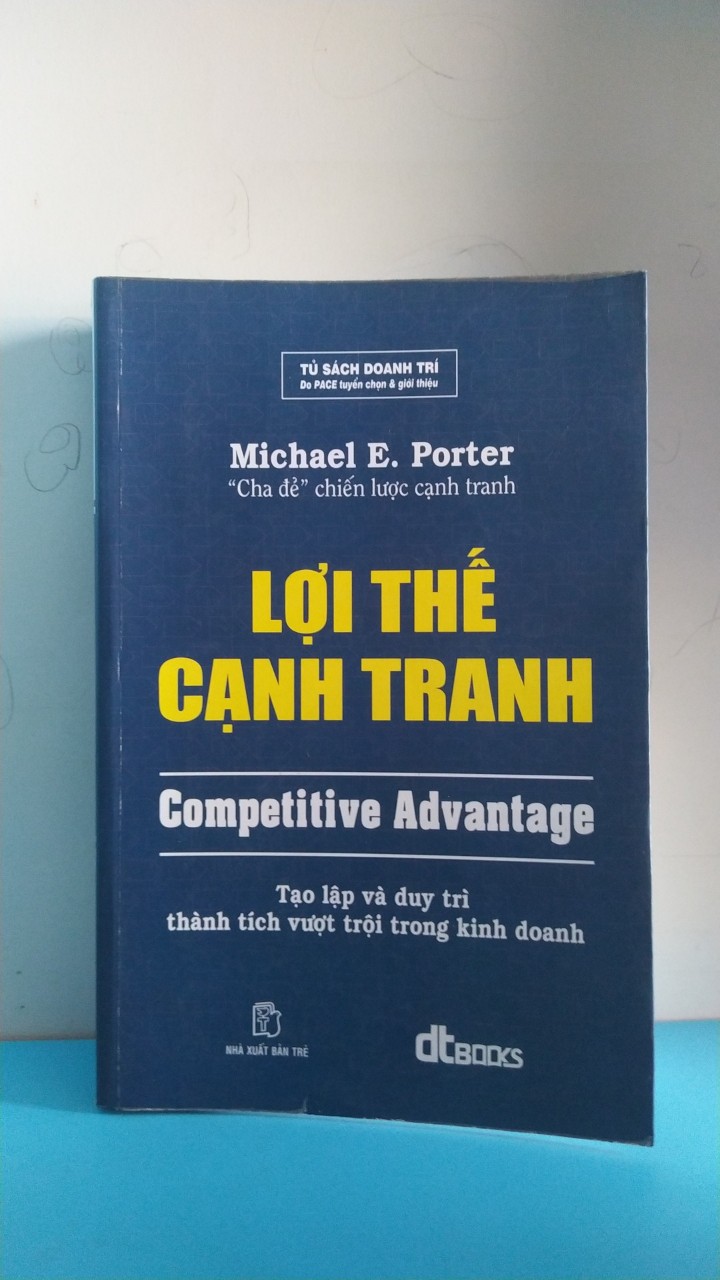 TỦ SÁCH DOANH TRÍ
Do PACE tuyển chọn & giới thiệu
Michael E. Porter
“Cha đẻ” chiến lược cạnh tranh
LỢI THẾ
CẠNH TRANH
Competitive Advantage
Tạo lập và duy trì
thành tích vượt trội trong kinh doanh
NHÀ XUẤT BẢN TRẺ
dtBOOKS